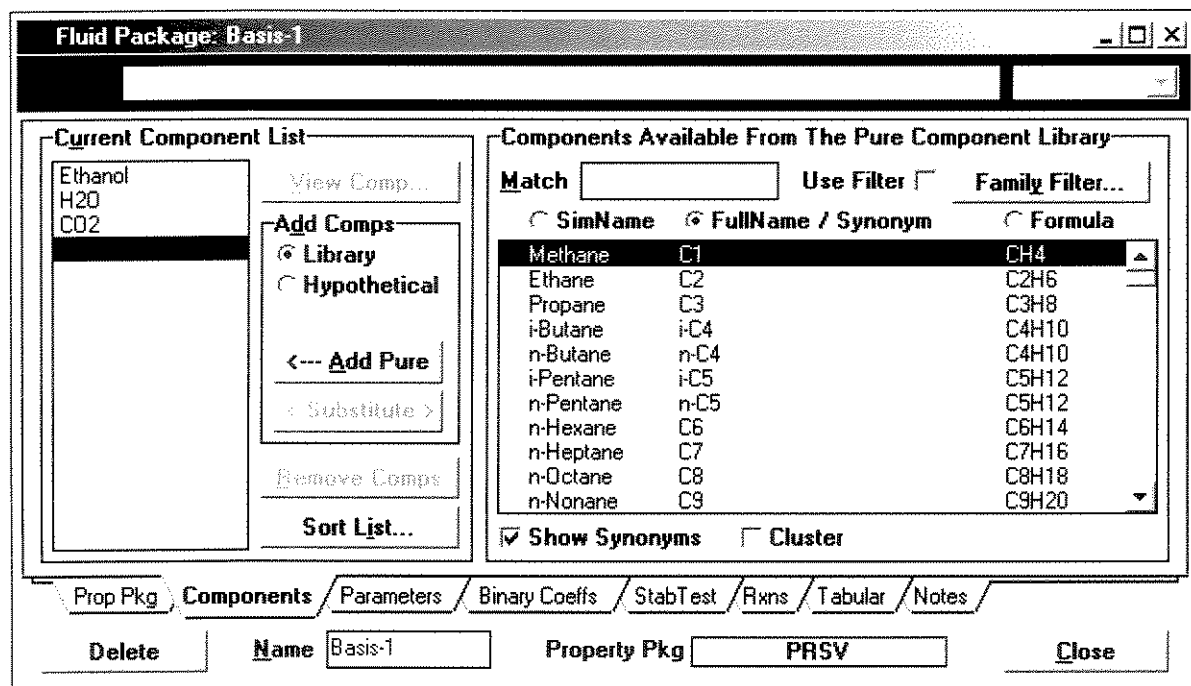 Fluid Package: Basis-1
Current Component List
Ethanol
H2O
CO2
View Comp...
Add Comps
Library
Hypothetical
<--- Add Pure
< Substitute >
Remove Comps
Sort List...
Components Available From The Pure Component Library
Match Use Filter Family Filter...
SimName FullName / Synonym Formula
Methane C1 CH4
Ethane C2 C2H6
Propane C3 C3H8
i-Butane i-C4 C4H10
n-Butane n-C4 C4H10
i-Pentane i-C5 C5H12
n-Pentane n-C5 C5H12
n-Hexane C6 C6H14
n-Heptane C7 C7H16
n-Octane C8 C8H18
n-Nonane C9 C9H20
Show Synonyms Cluster
Prop Pkg Components Parameters Binary Coeffs StabTest Rxns Tabular Notes
Delete Name Basis-1 Property Pkg PRSV Close